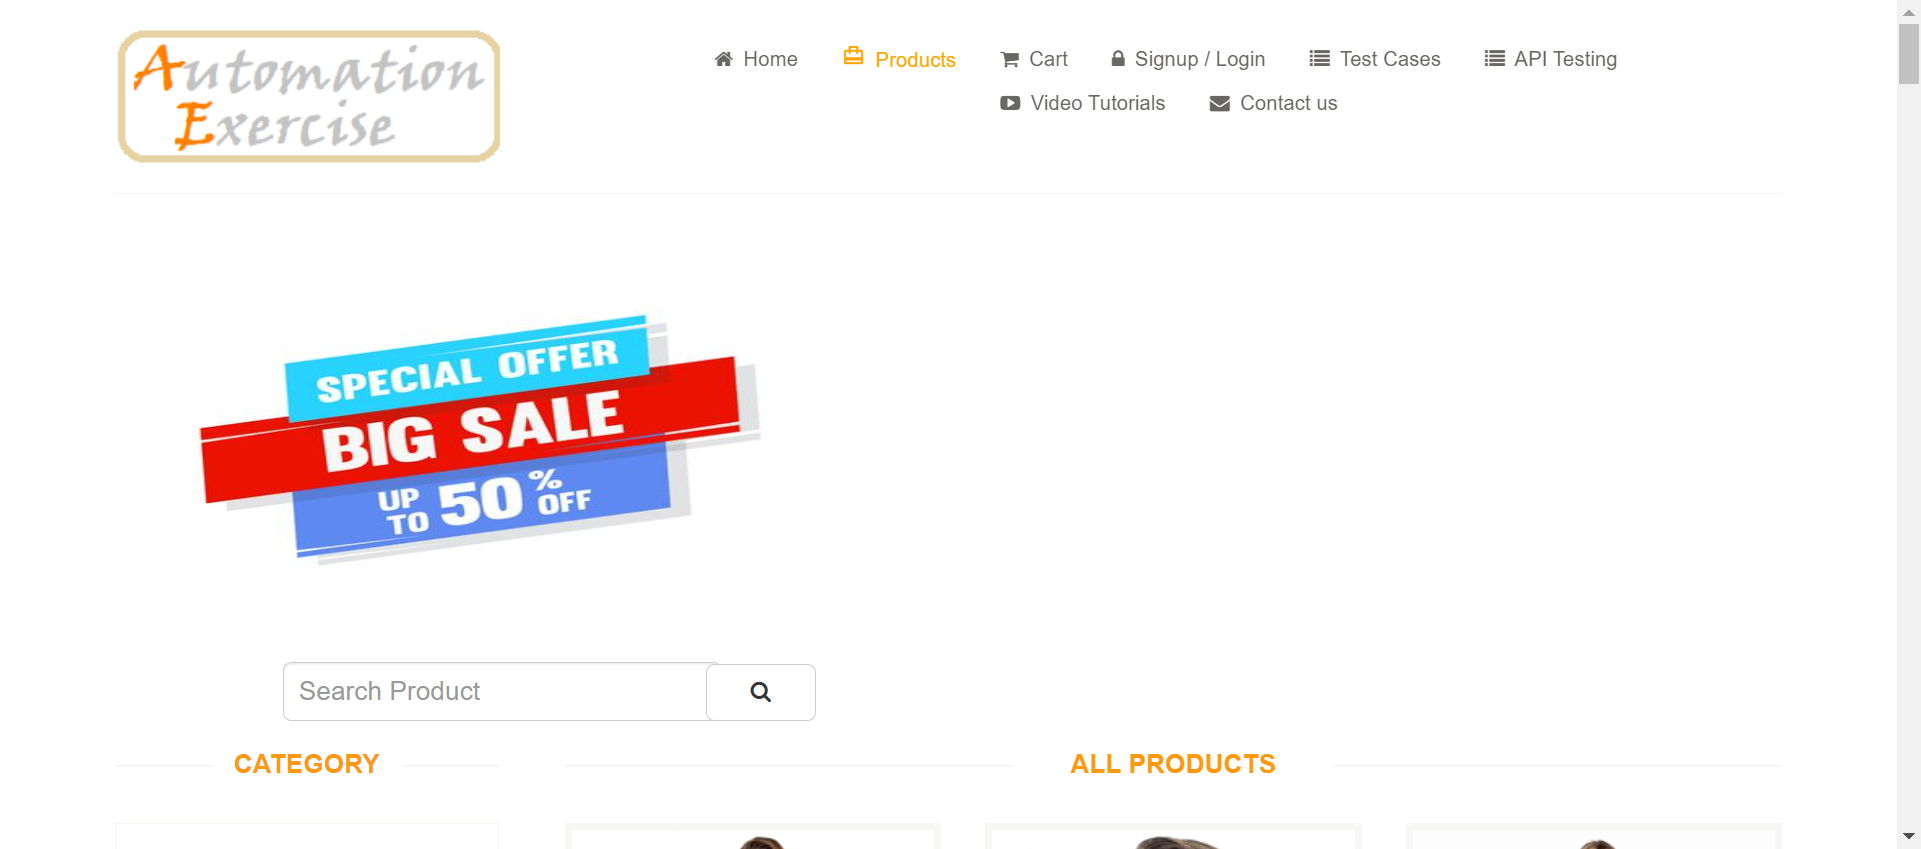 Automation
Exercise
Home
Products
Cart
Signup / Login
Test Cases
API Testing
Video Tutorials
Contact us
SPECIAL OFFER
BIG SALE
UP TO 50% OFF
Search Product
CATEGORY
ALL PRODUCTS